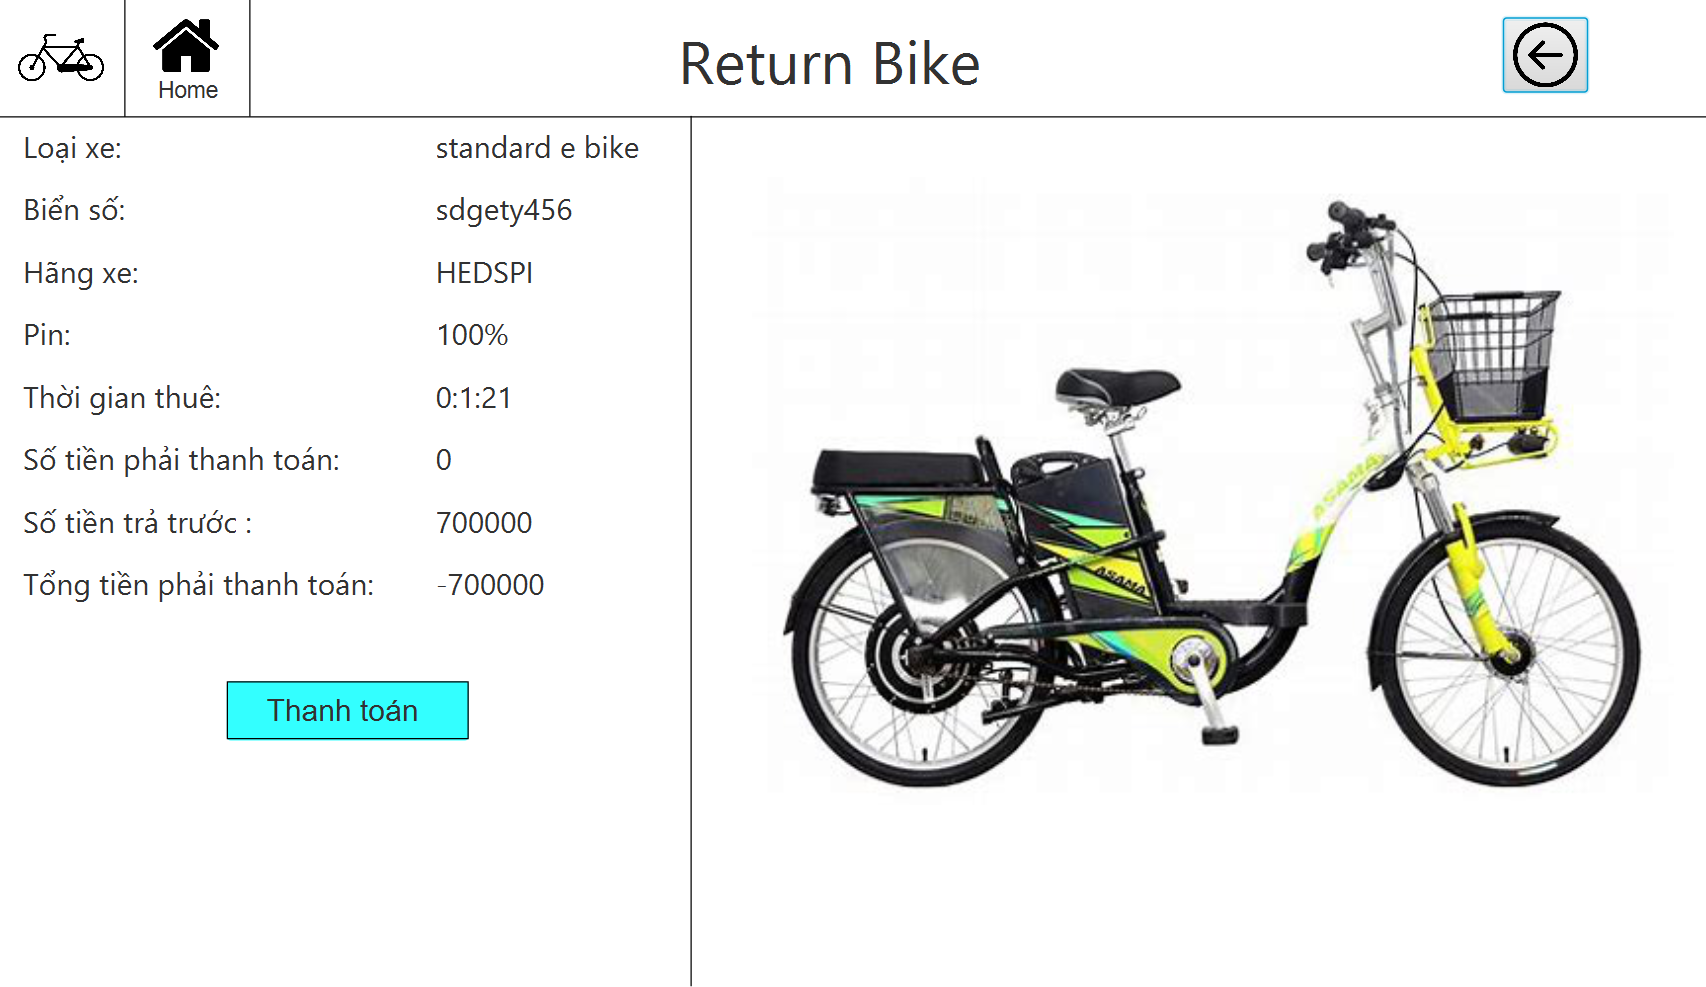 Home
Return Bike
Loại xe: standard e bike
Biển số: sdgety456
Hãng xe: HEDSPI
Pin: 100%
Thời gian thuê: 0:1:21
Số tiền phải thanh toán: 0
Số tiền trả trước : 700000
Tổng tiền phải thanh toán: -700000
Thanh toán
ASAMA
ASAMA